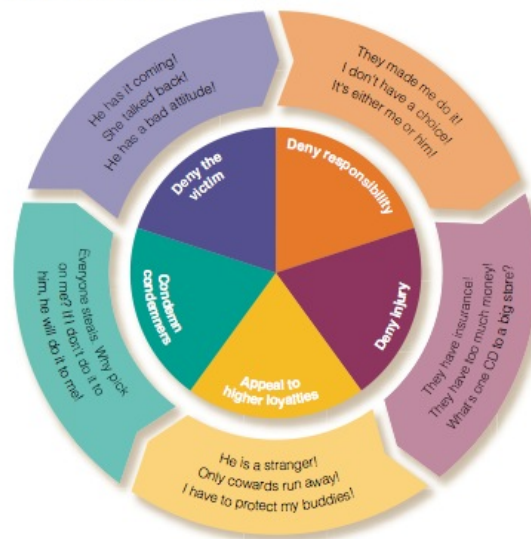 They made me do it!
I don't have a choice!
It's either me or him!
They have insurance!
They have too much money!
What's one CD to a big store?
He is a stranger!
Only cowards run away!
I have to protect my buddies!
Everyone steals. Why pick
on me? If I don't do it to
him, he will do it to me!
He has it coming!
She talked back!
He has a bad attitude!
Deny responsibility
Deny injury
Appeal to
higher loyalties
Condemn
condemners
Deny the
victim